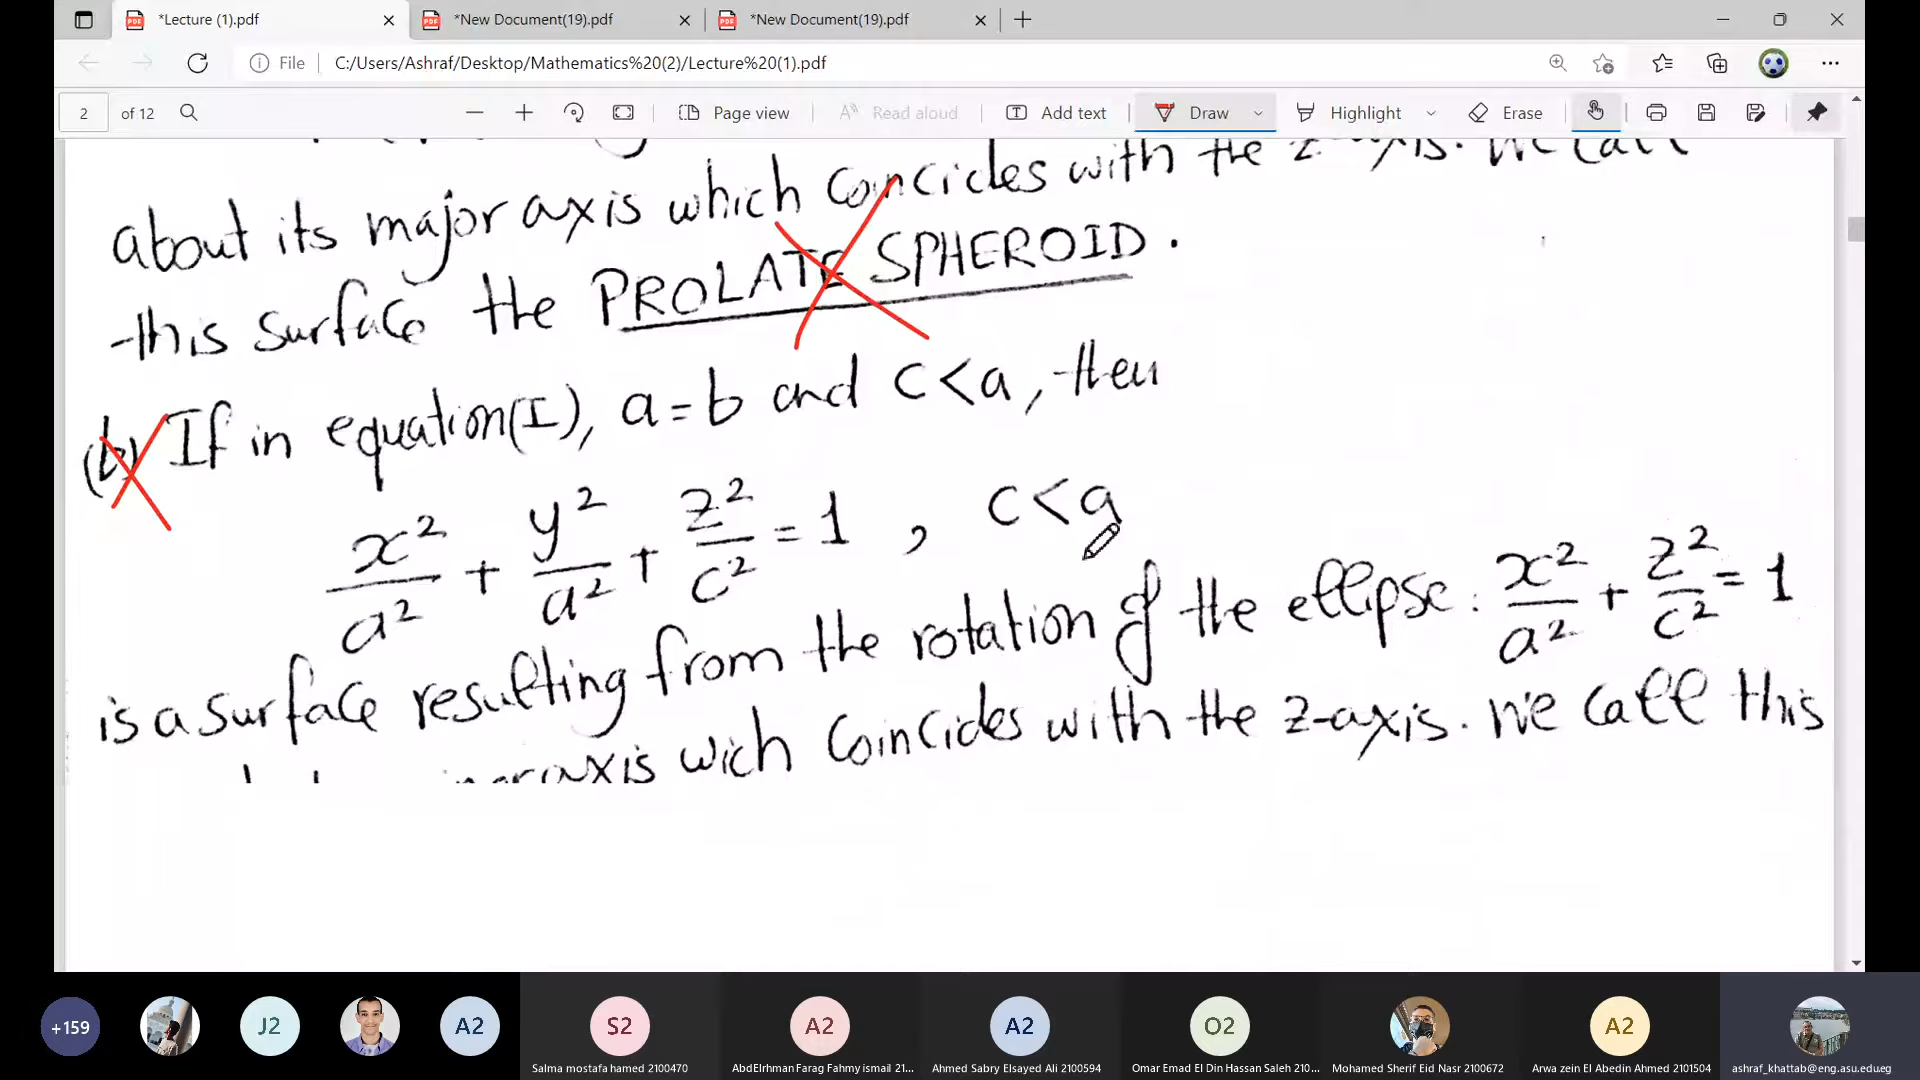 *Lecture (1).pdf
*New Document(19).pdf
*New Document(19).pdf
File
C:/Users/Ashraf/Desktop/Mathematics%20(2)/Lecture%20(1).pdf
2 of 12
Page view
Read aloud
Add text
Draw
Highlight
Erase
about its major axis which coincides with the z-axis. We call
this surface the PROLATE SPHEROID.
(b) If in equation(I), a=b and c<a, then
x²/a² + y²/a² + z²/c² = 1 , c<a
is a surface resulting from the rotation of the ellipse: x²/a² + z²/c² = 1
axis wich coincides with the z-axis. We call this
+159
J2
A2
S2
A2
A2
O2
A2
Salma mostafa hamed 2100470
AbdElrhman Farag Fahmy ismail 21...
Ahmed Sabry Elsayed Ali 2100594
Omar Emad El Din Hassan Saleh 210...
Mohamed Sherif Eid Nasr 2100672
Arwa zein El Abedin Ahmed 2101504
ashraf_khattab@eng.asu.edu.eg